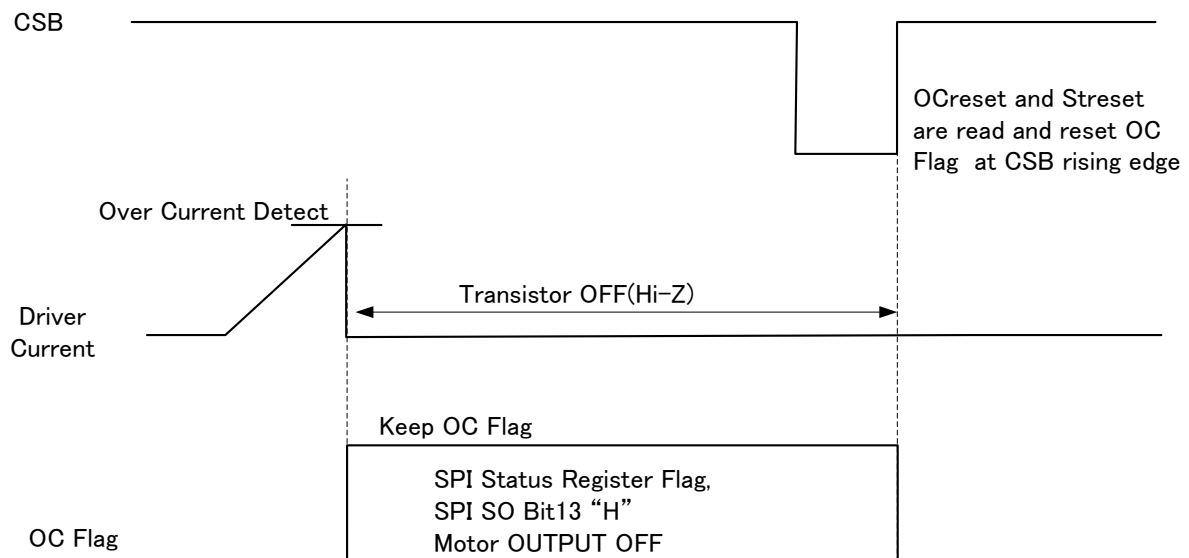 CSB
OCreset and Streset
are read and reset OC
Flag at CSB rising edge
Over Current Detect
Transistor OFF(Hi-Z)
Driver
Current
Keep OC Flag
SPI Status Register Flag,
SPI SO Bit13 “H”
Motor OUTPUT OFF
OC Flag